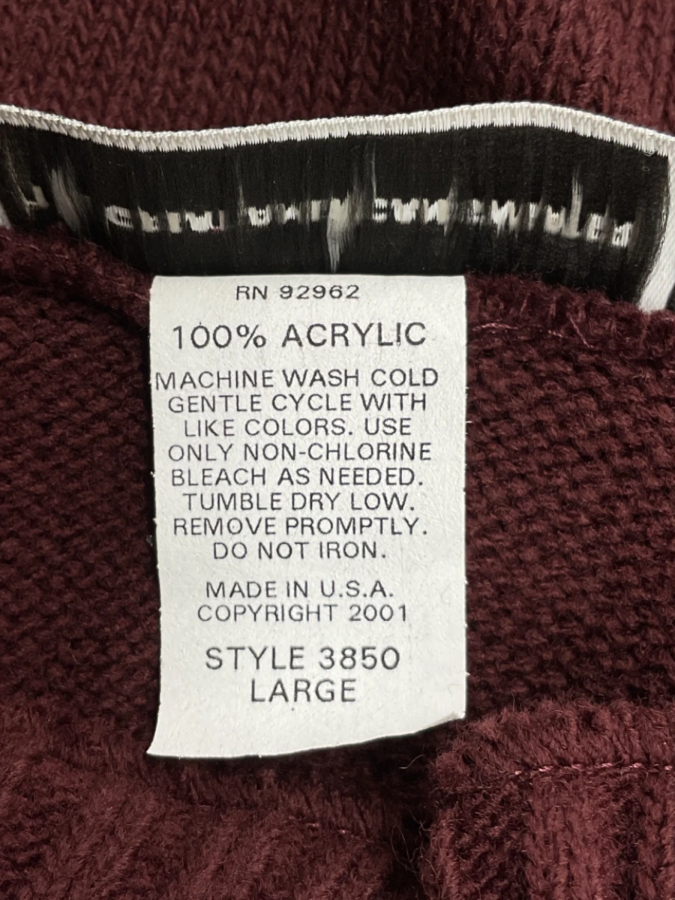 RN 92962
100% ACRYLIC
MACHINE WASH COLD
GENTLE CYCLE WITH
LIKE COLORS. USE
ONLY NON-CHLORINE
BLEACH AS NEEDED.
TUMBLE DRY LOW.
REMOVE PROMPTLY.
DO NOT IRON.
MADE IN U.S.A.
COPYRIGHT 2001
STYLE 3850
LARGE